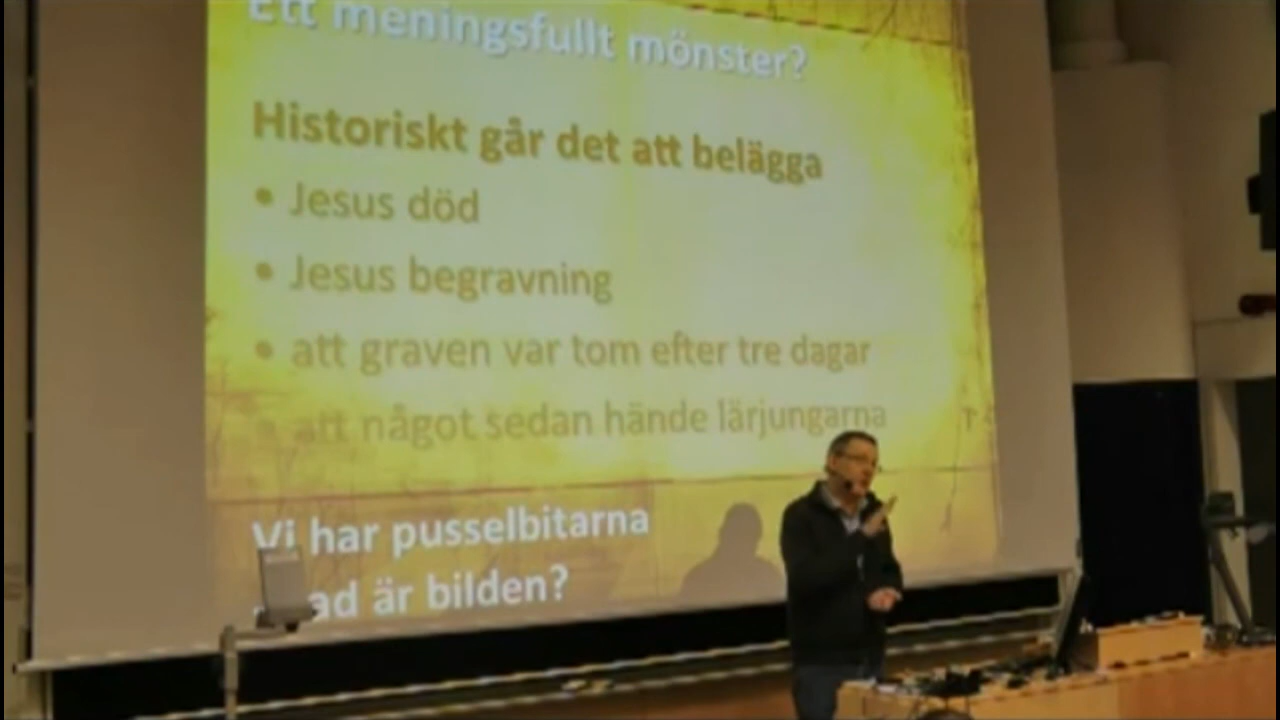 Ett meningsfullt mönster?
Historiskt går det att belägga
• Jesus död
• Jesus begravning
• att graven var tom efter tre dagar
• att något sedan hände lärjungarna
Vi har pusselbitarna
är bilden?